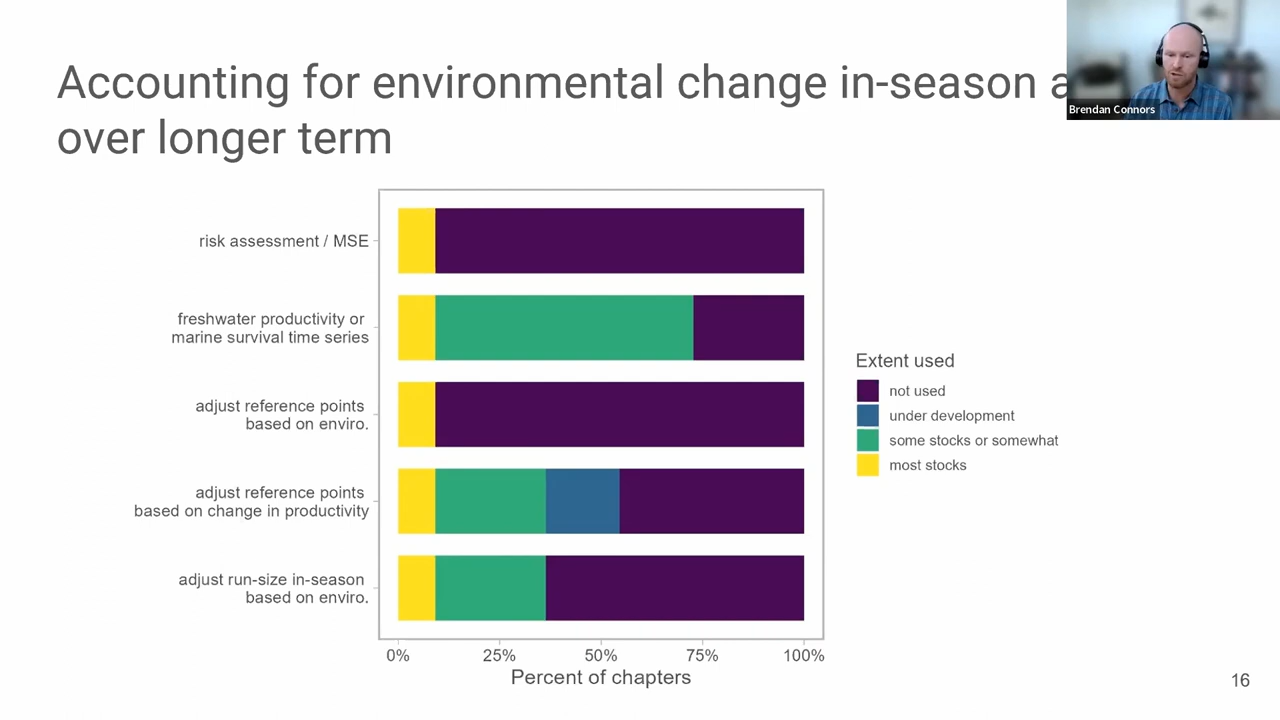 Accounting for environmental change in-season
over longer term
Brendan Connors
risk assessment / MSE
freshwater productivity or
marine survival time series
adjust reference points
based on enviro.
adjust reference points
based on change in productivity
adjust run-size in-season
based on enviro.
0%
25%
50%
75%
100%
Percent of chapters
Extent used
not used
under development
some stocks or somewhat
most stocks
16